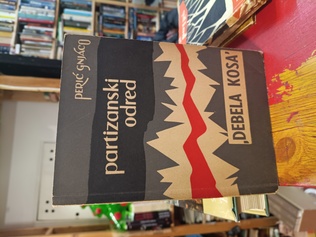 partizanski
odred
'DEBELA KOSA'